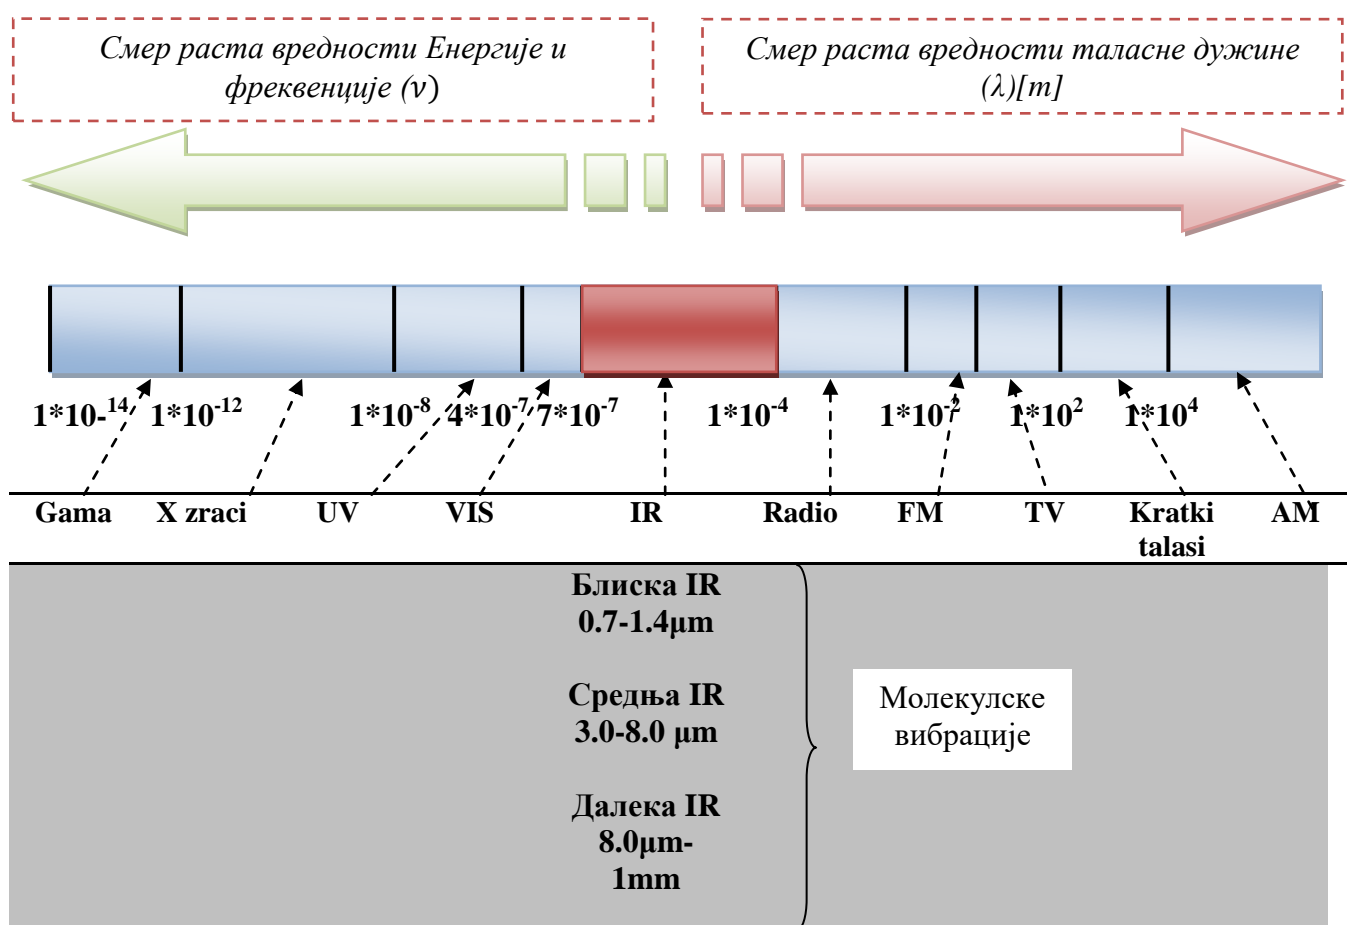 Смер раста вредности Енергије и
фреквенције (ν)
Смер раста вредности таласне дужине
(λ)[m]
1*10-¹⁴ 1*10⁻¹² 1*10⁻⁸ 4*10⁻⁷ 7*10⁻⁷ 1*10⁻⁴ 1*10⁻² 1*10² 1*10⁴
Gama X zraci UV VIS IR Radio FM TV Kratki AM
talasi
Блиска IR
0.7-1.4μm
Средња IR
3.0-8.0 μm
Далека IR
8.0μm-
1mm
Молекулске
вибрације